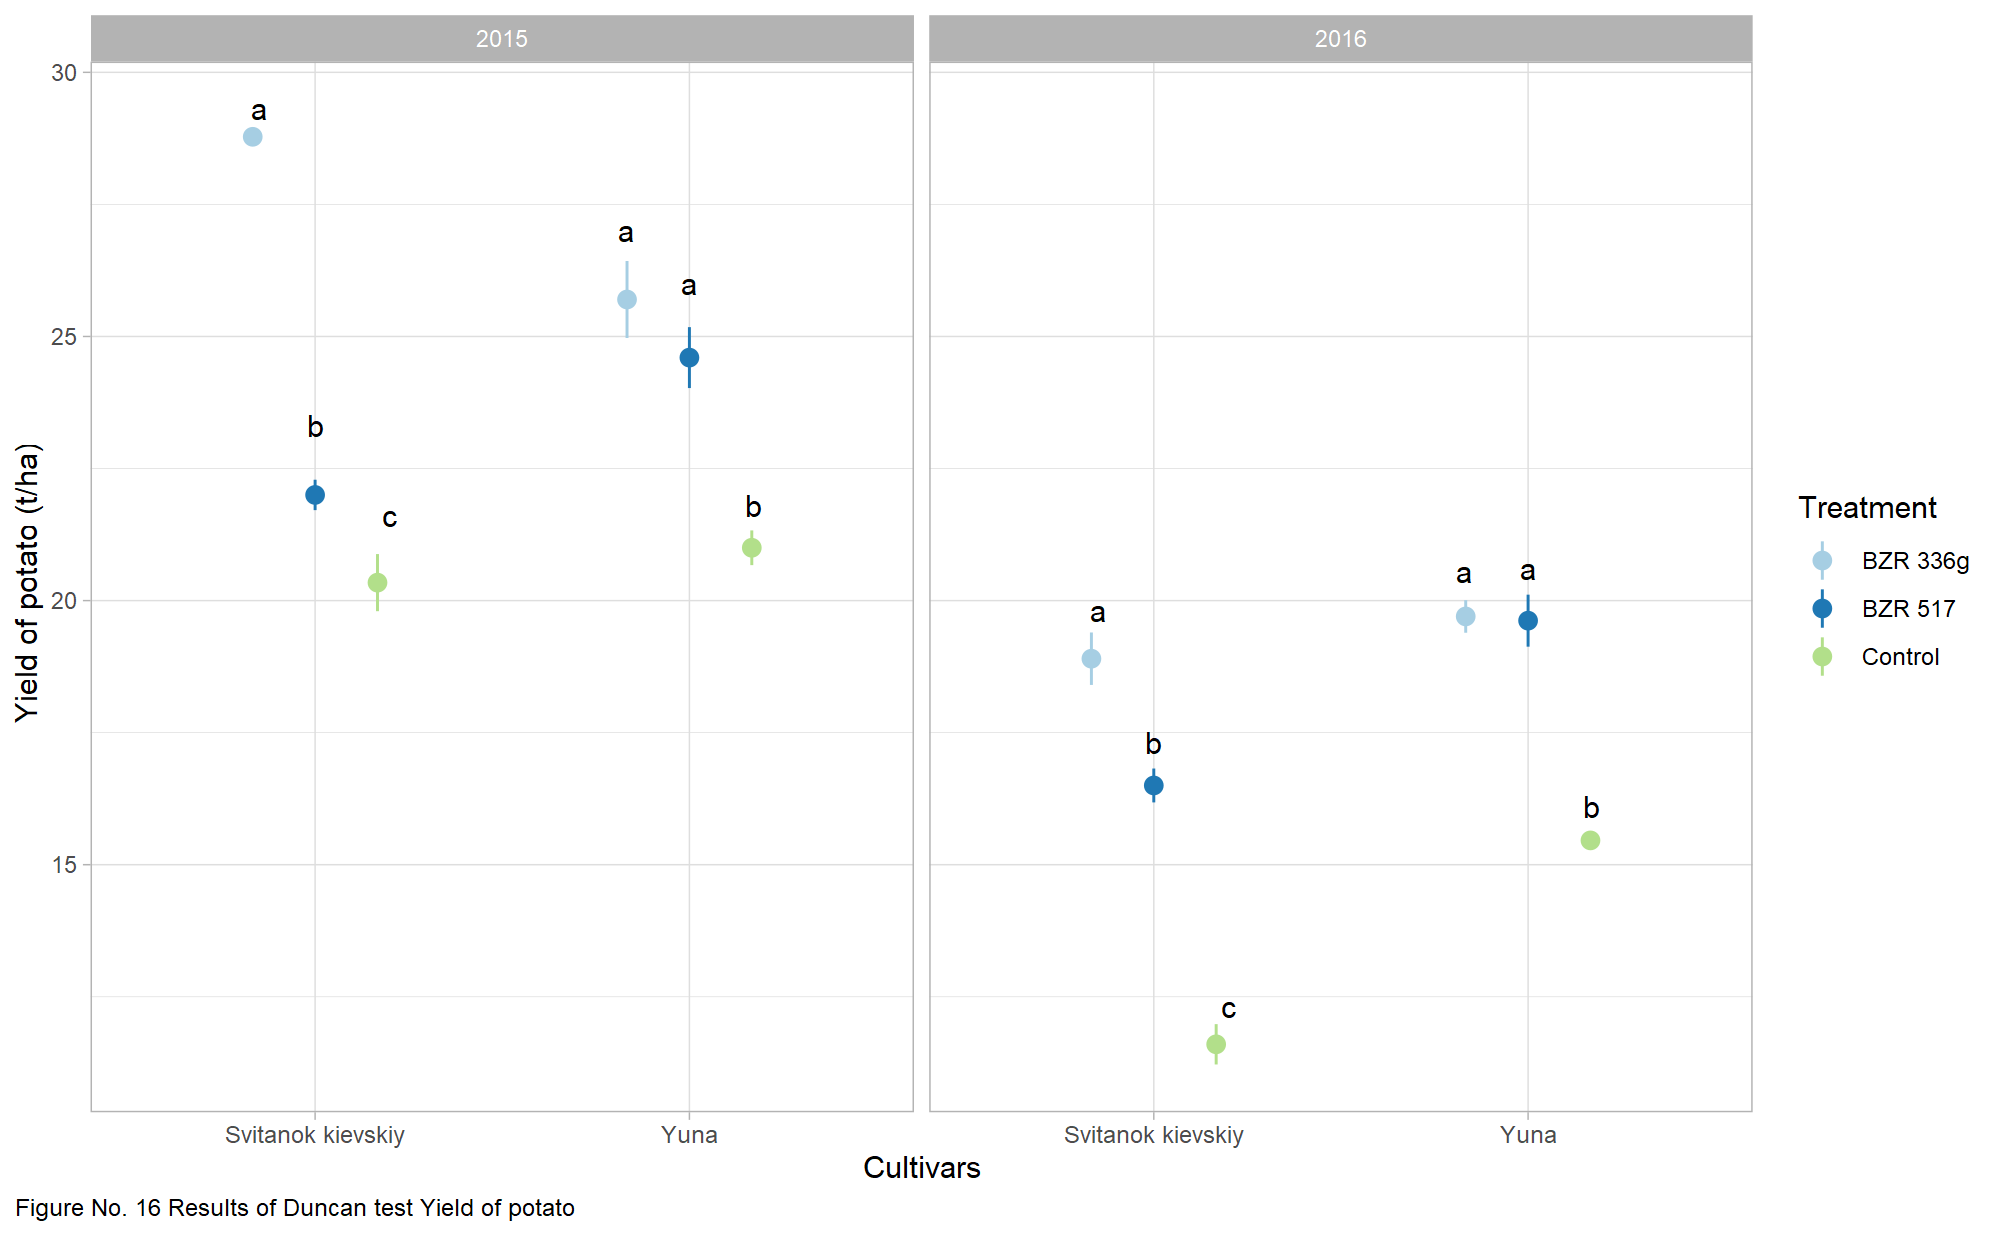 2015
2016
30
25
20
15
Yield of potato (t/ha)
a
b
c
a
a
b
a
b
c
a
a
b
Svitanok kievskiy
Yuna
Svitanok kievskiy
Yuna
Cultivars
Treatment
BZR 336g
BZR 517
Control
Figure No. 16 Results of Duncan test Yield of potato